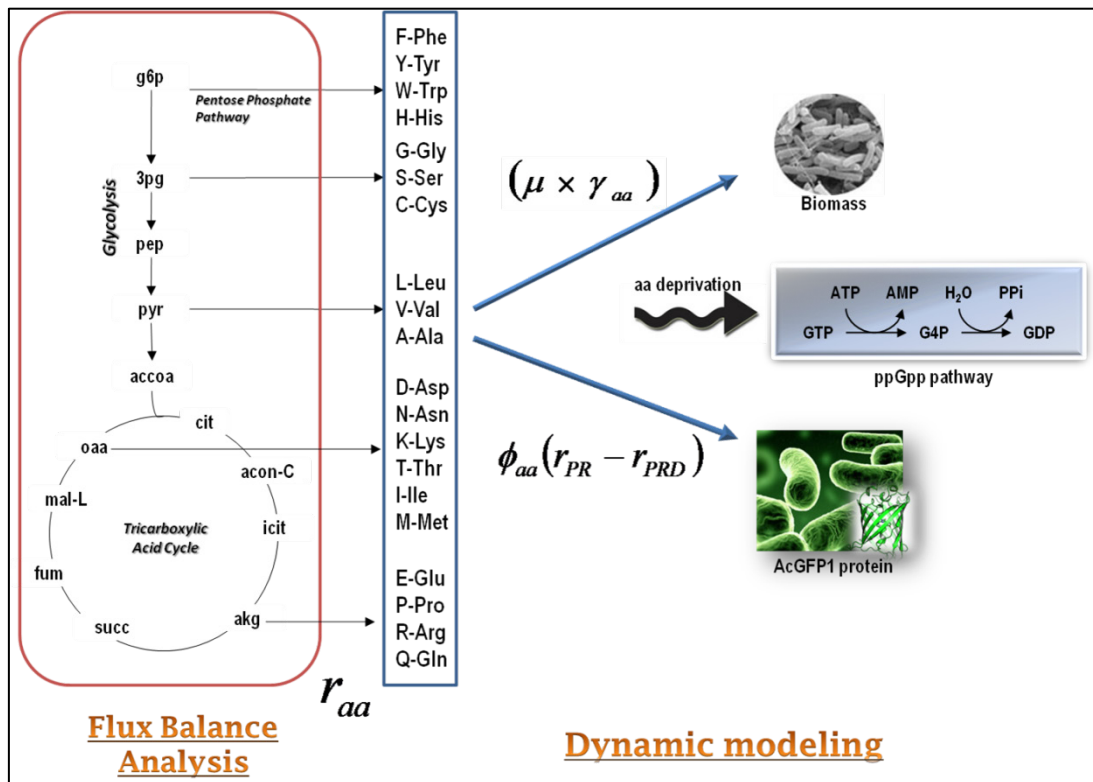 g6p
Pentose Phosphate
Pathway
3pg
Glycolysis
pep
pyr
accoa
cit
oaa
acon-C
mal-L
icit
Tricarboxylic
Acid Cycle
fum
succ
akg
F-Phe
Y-Tyr
W-Trp
H-His
G-Gly
S-Ser
C-Cys
L-Leu
V-Val
A-Ala
D-Asp
N-Asn
K-Lys
T-Thr
I-Ile
M-Met
E-Glu
P-Pro
R-Arg
Q-Gln
r_aa
(μ × γ_aa)
Biomass
aa deprivation
ATP AMP H₂O PPi
GTP G4P GDP
ppGpp pathway
ϕ_aa(r_PR − r_PRD)
AcGFP1 protein
Flux Balance
Analysis
Dynamic modeling